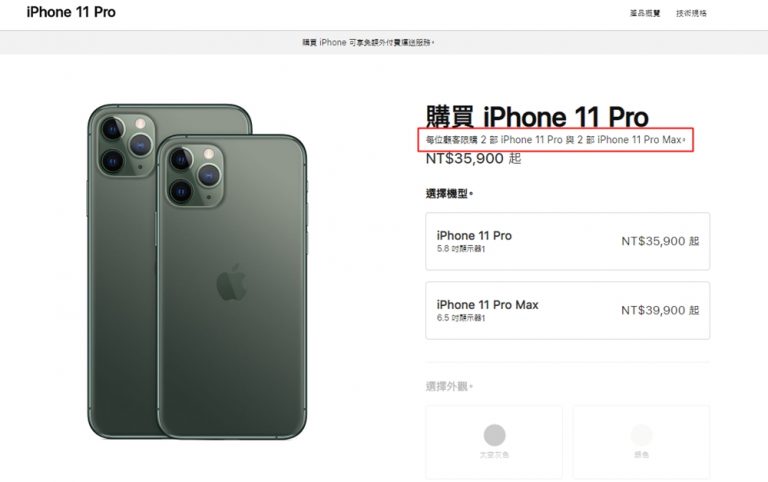 iPhone 11 Pro
產品概覽
技術規格
購買 iPhone 可享免額外付費運送服務。
購買 iPhone 11 Pro
每位顧客限購 2 部 iPhone 11 Pro 與 2 部 iPhone 11 Pro Max。
NT$35,900 起
選擇機型。
iPhone 11 Pro
5.8 吋顯示器1
NT$35,900 起
iPhone 11 Pro Max
6.5 吋顯示器1
NT$39,900 起
選擇外觀。
太空灰色
銀色